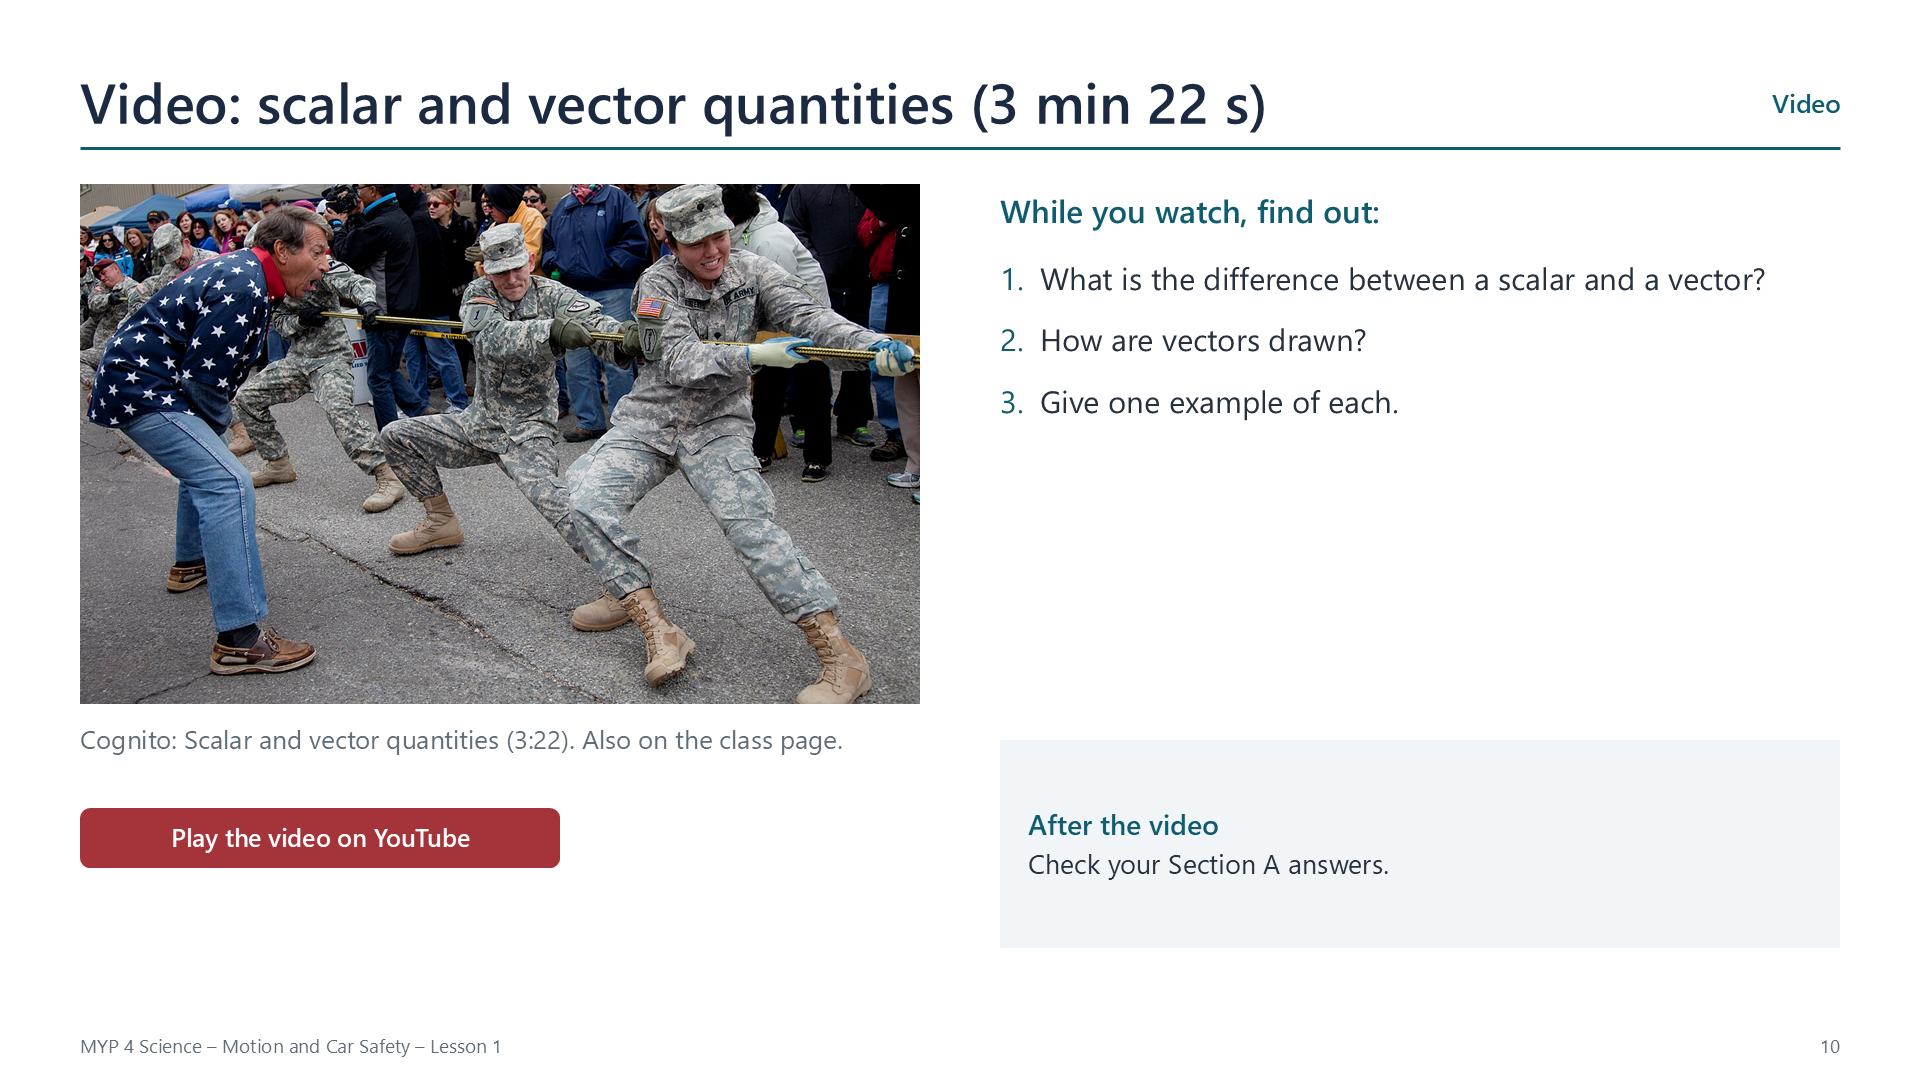 Video: scalar and vector quantities (3 min 22 s)
Video
While you watch, find out:
1. What is the difference between a scalar and a vector?
2. How are vectors drawn?
3. Give one example of each.
Cognito: Scalar and vector quantities (3:22). Also on the class page.
Play the video on YouTube
After the video
Check your Section A answers.
MYP 4 Science – Motion and Car Safety – Lesson 1
10